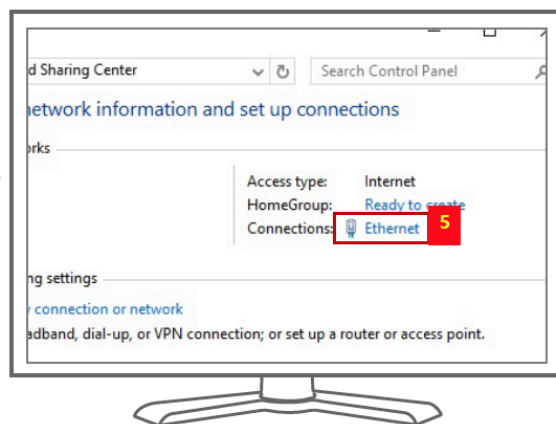 d Sharing Center
Search Control Panel
network information and set up connections
orks
Access type: Internet
HomeGroup: Ready to create
Connections: Ethernet 5
ng settings
connection or network
adband, dial-up, or VPN connection; or set up a router or access point.